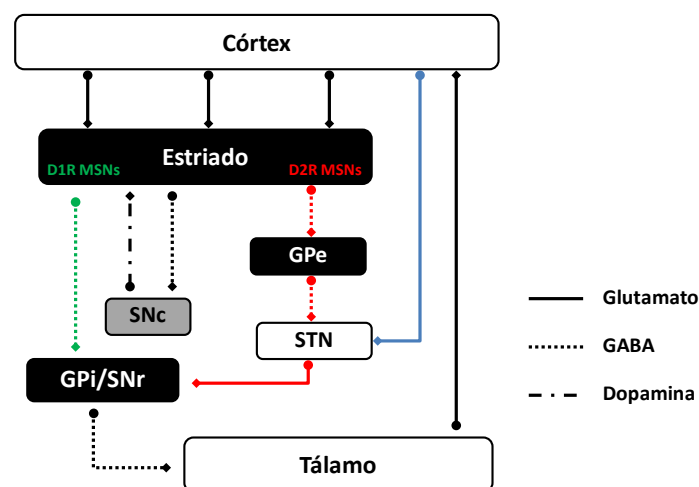 Córtex
Estriado
D1R MSNs
D2R MSNs
GPe
SNc
STN
GPi/SNr
Tálamo
Glutamato
GABA
Dopamina